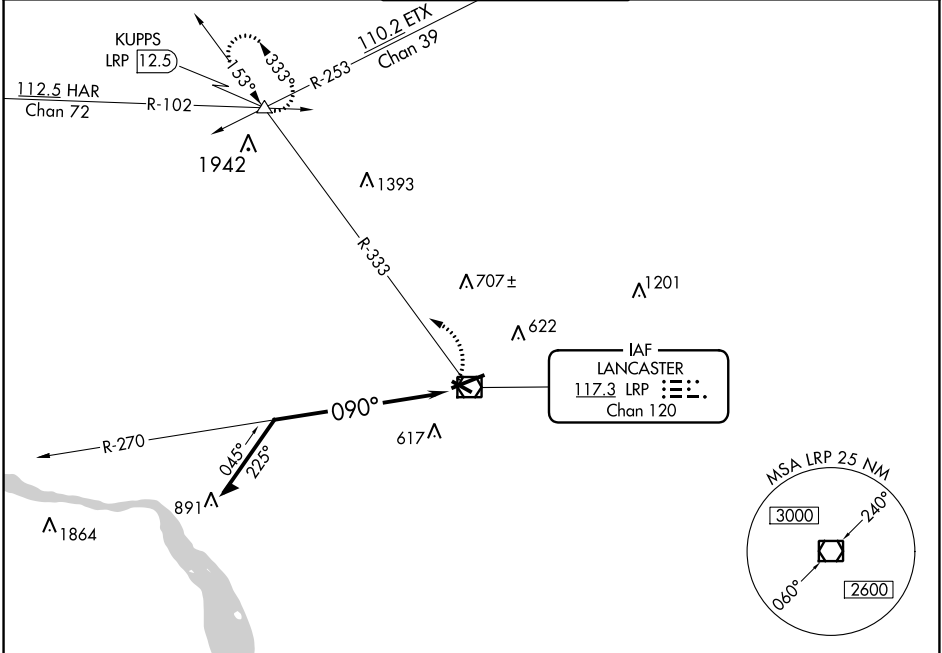 110.2 ETX
Chan 39
KUPPS
LRP 12.5
153°
333°
R-253
112.5 HAR
Chan 72
R-102
1942
1393
R-333
707 ±
1201
622
IAF
LANCASTER
117.3 LRP
Chan 120
090°
R-270
617
045°
225°
891
1864
MSA LRP 25 NM
3000
240°
060°
2600